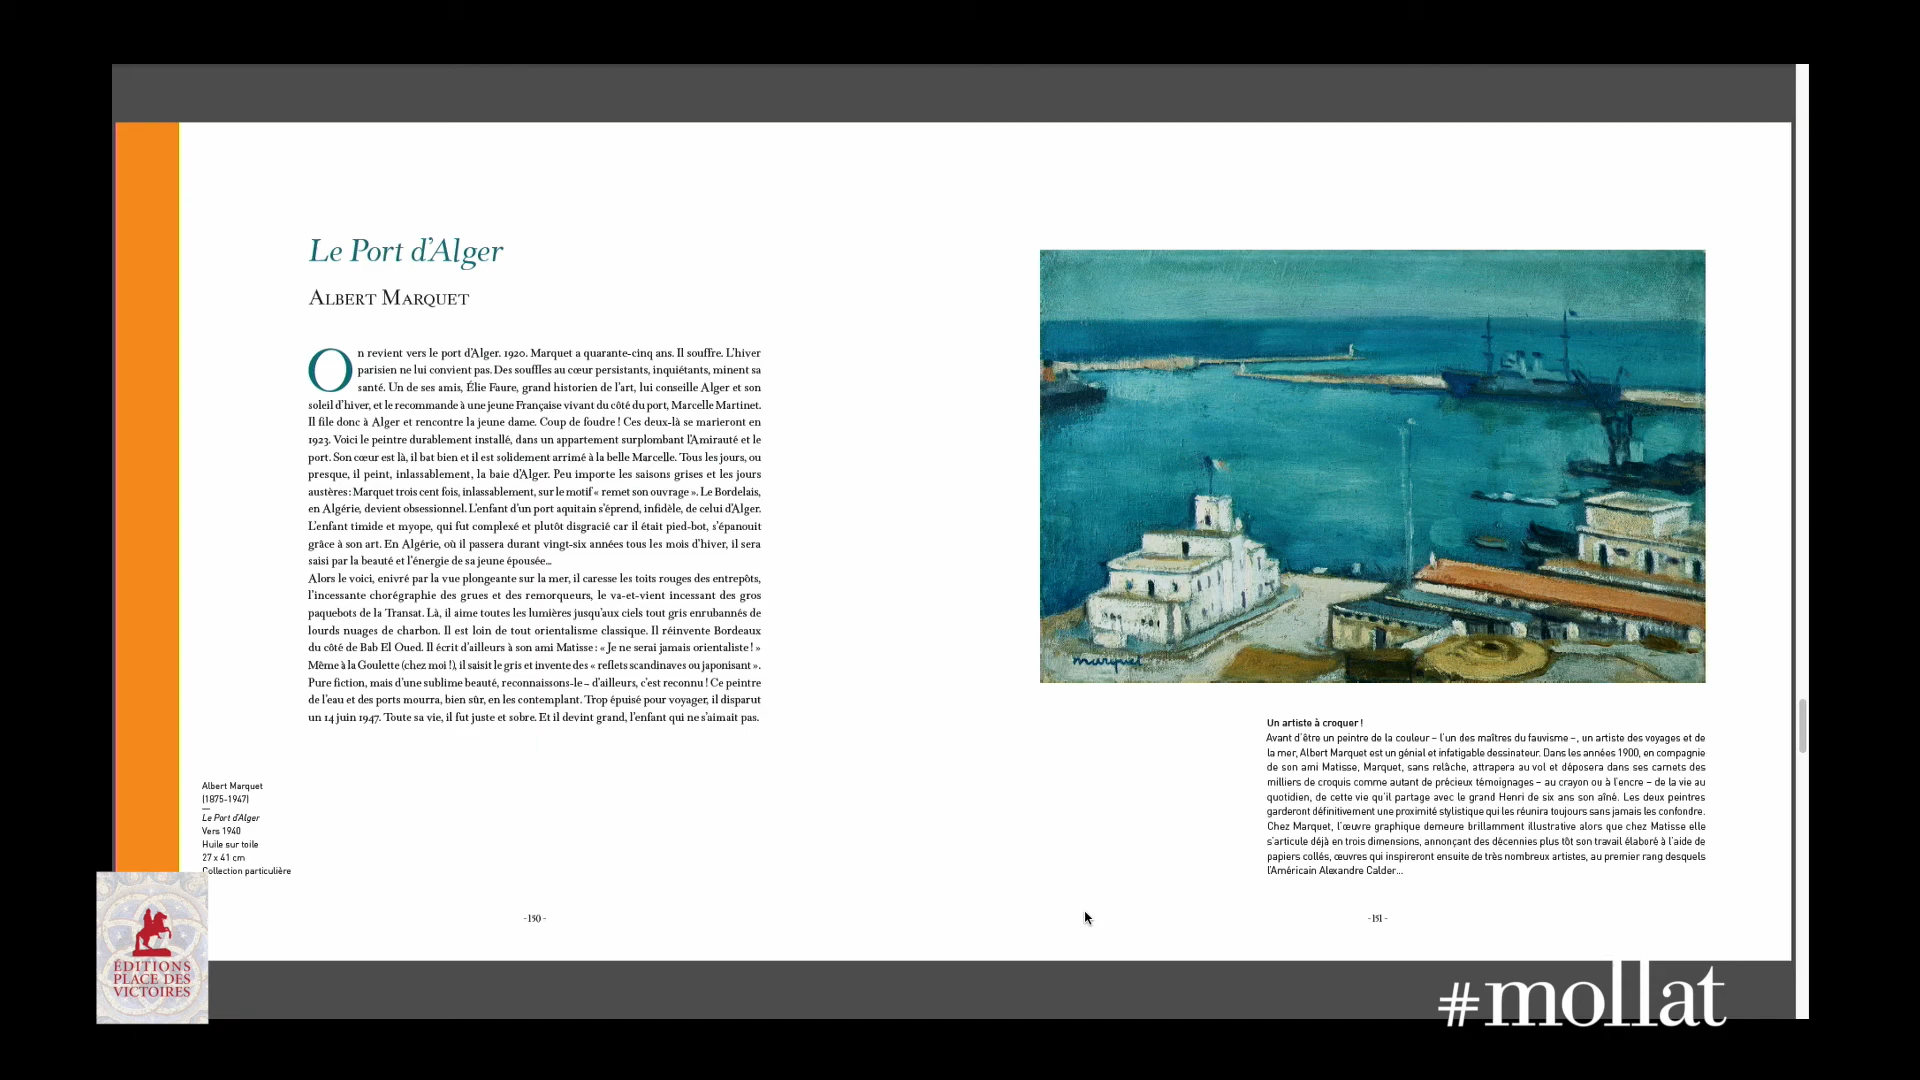 Le Port d'Alger
Albert Marquet
On revient vers le port d'Alger. 1920. Marquet a quarante-cinq ans. Il souffre. L'hiver
parisien ne lui convient pas. Des souffles au cœur persistants, inquiétants, minent sa
santé. Un de ses amis, Élie Faure, grand historien de l'art, lui conseille Alger et son
soleil d'hiver, et le recommande à une jeune Française vivant du côté du port, Marcelle Martinet.
Il file donc à Alger et rencontre la jeune dame. Coup de foudre ! Ces deux-là se marieront en
1923. Voici le peintre durablement installé, dans un appartement surplombant l'Amirauté et le
port. Son cœur est là, il bat bien et il est solidement arrimé à la belle Marcelle. Tous les jours, ou
presque, il peint, inlassablement, la baie d'Alger. Peu importe les saisons grises et les jours
austères : Marquet trois cent fois, inlassablement, sur le motif « remet son ouvrage ». Le Bordelais,
en Algérie, devient obsessionnel. L'enfant d'un port aquitain s'éprend, infidèle, de celui d'Alger.
L'enfant timide et myope, qui fut complexé et plutôt disgracié car il était pied-bot, s'épanouit
grâce à son art. En Algérie, où il passera durant vingt-six années tous les mois d'hiver, il sera
saisi par la beauté et l'énergie de sa jeune épousée...
Alors le voici, enivré par la vue plongeante sur la mer, il caresse les toits rouges des entrepôts,
l'incessante chorégraphie des grues et des remorqueurs, le va-et-vient incessant des gros
paquebots de la Transat. Là, il aime toutes les lumières jusqu'aux ciels tout gris enrubannés de
lourds nuages de charbon. Il est loin de tout orientalisme classique. Il réinvente Bordeaux
du côté de Bab El Oued. Il écrit d'ailleurs à son ami Matisse : « Je ne serai jamais orientaliste ! »
Même à la Goulette (chez moi !), il saisit le gris et invente des « reflets scandinaves ou japonisant ».
Pure fiction, mais d'une sublime beauté, reconnaissons-le – d'ailleurs, c'est reconnu ! Ce peintre
de l'eau et des ports mourra, bien sûr, en les contemplant. Trop épuisé pour voyager, il disparut
un 14 juin 1947. Toute sa vie, il fut juste et sobre. Et il devint grand, l'enfant qui ne s'aimait pas.
Albert Marquet
(1875-1947)
—
Le Port d'Alger
Vers 1940
Huile sur toile
27 x 41 cm
Collection particulière
- 150 -
marquet
Un artiste à croquer !
Avant d'être un peintre de la couleur – l'un des maîtres du fauvisme –, un artiste des voyages et de
la mer, Albert Marquet est un génial et infatigable dessinateur. Dans les années 1900, en compagnie
de son ami Matisse, Marquet, sans relâche, attrapera au vol et déposera dans ses carnets des
milliers de croquis comme autant de précieux témoignages – au crayon ou à l'encre – de la vie au
quotidien, de cette vie qu'il partage avec le grand Henri de six ans son aîné. Les deux peintres
garderont définitivement une proximité stylistique qui les réunira toujours sans jamais les confondre.
Chez Marquet, l'œuvre graphique demeure brillamment illustrative alors que chez Matisse elle
s'articule déjà en trois dimensions, annonçant des décennies plus tôt son travail élaboré à l'aide de
papiers collés, œuvres qui inspireront ensuite de très nombreux artistes, au premier rang desquels
l'Américain Alexandre Calder...
- 151 -
ÉDITIONS
PLACE DES
VICTOIRES
#mollat